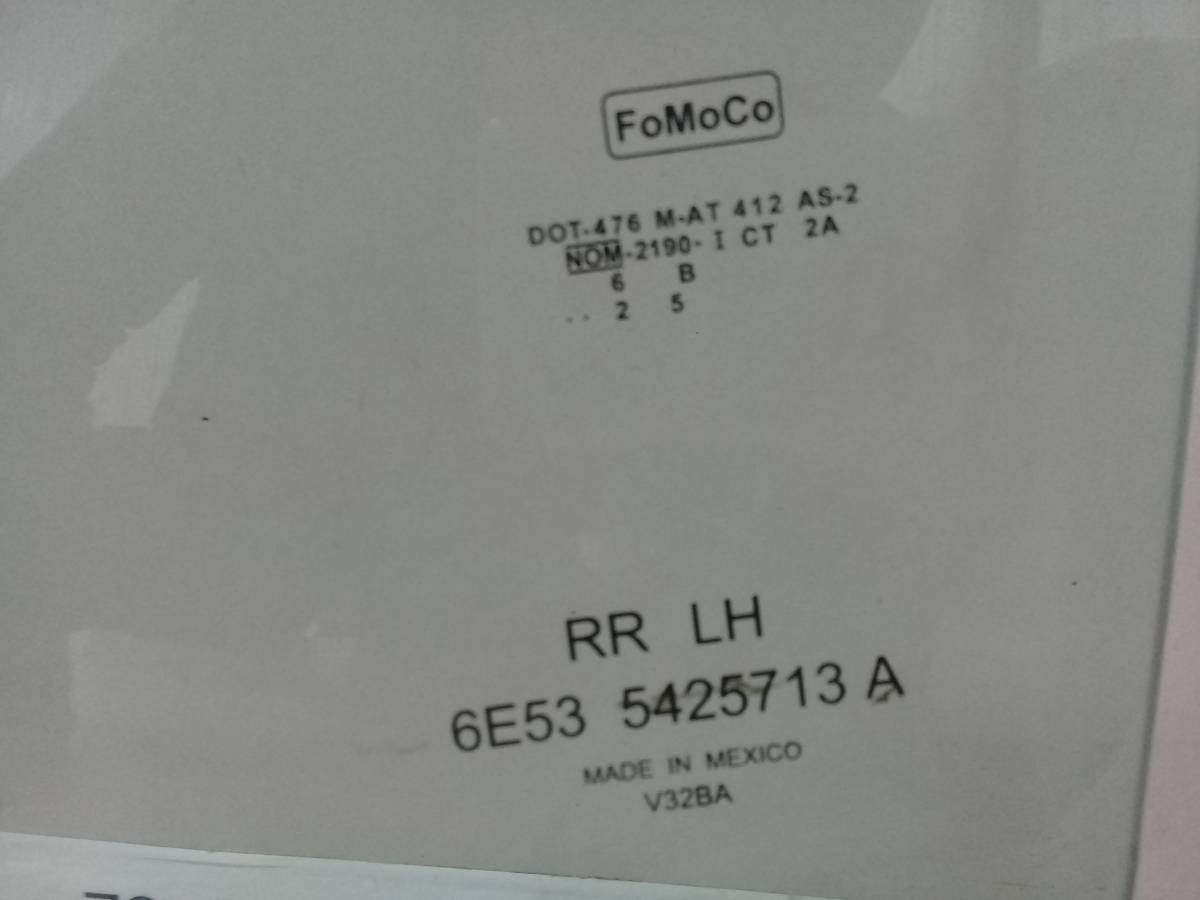 FoMoCo
DOT-476 M-AT 412 AS-2
NOM-2190-I CT 2A
6 B
.. 2 5
RR LH
6E53 5425713 A
MADE IN MEXICO
V32BA